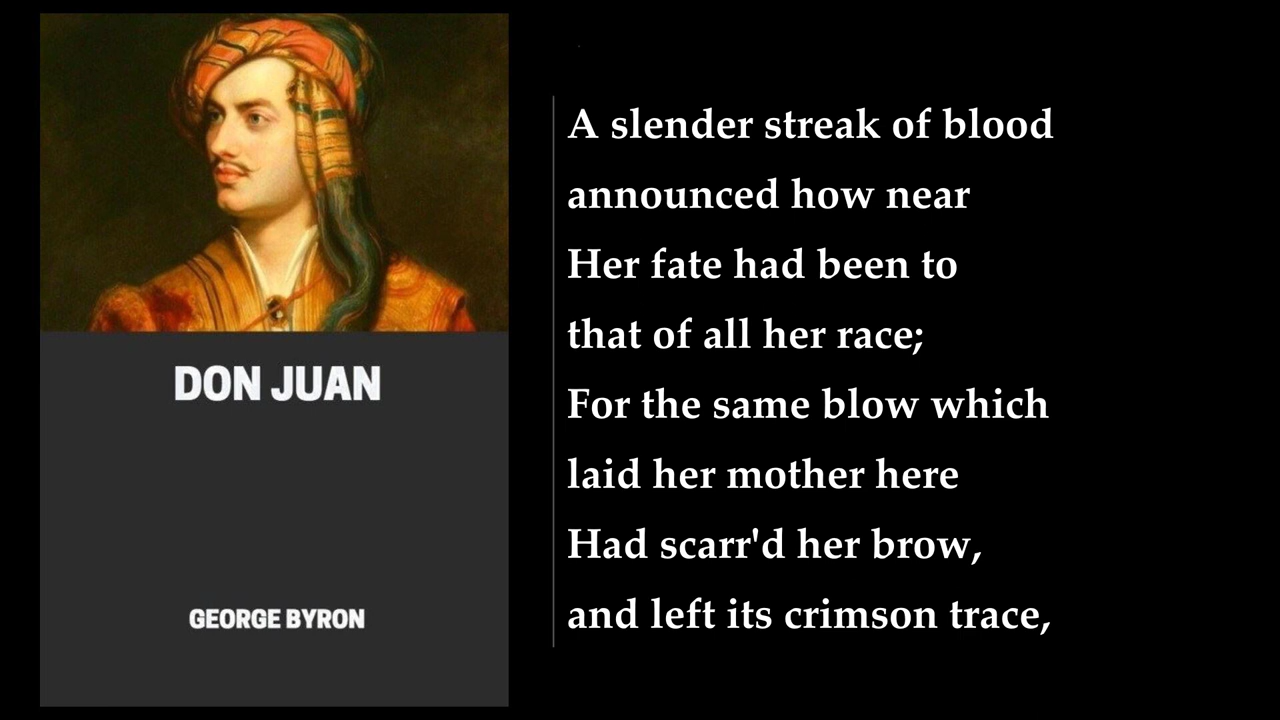 DON JUAN
GEORGE BYRON
A slender streak of blood
announced how near
Her fate had been to
that of all her race;
For the same blow which
laid her mother here
Had scarr'd her brow,
and left its crimson trace,